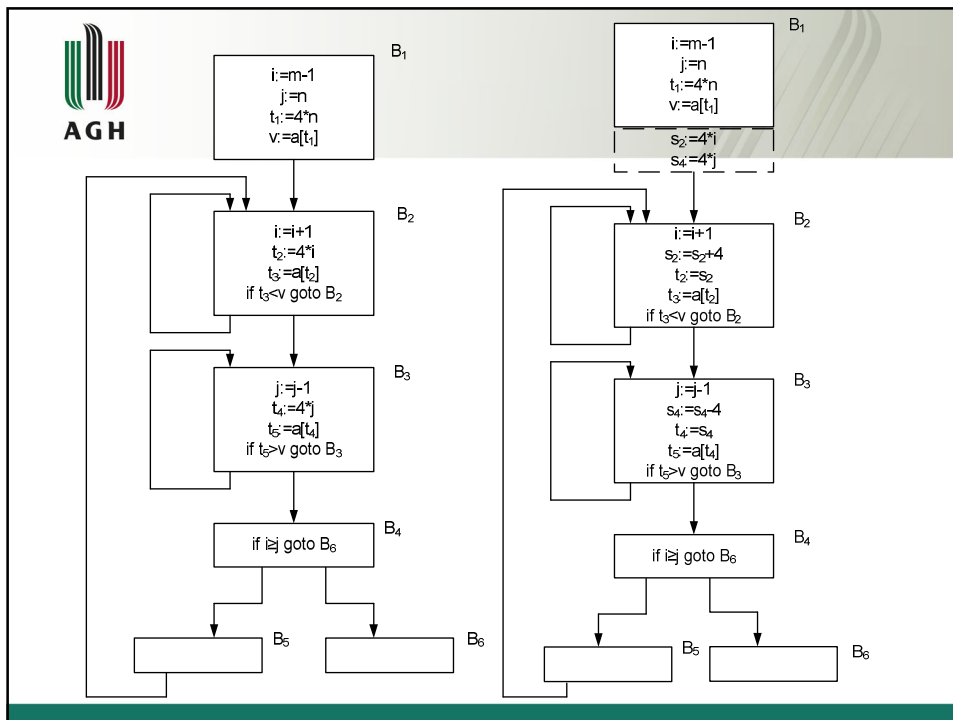 AGH
B₁
i:=m-1
j:=n
t₁:=4*n
v:=a[t₁]
B₂
i:=i+1
t₂:=4*i
t₃:=a[t₂]
if t₃<v goto B₂
B₃
j:=j-1
t₄:=4*j
t₅:=a[t₄]
if t₅>v goto B₃
B₄
if i≥j goto B₆
B₅
B₆
B₁
i:=m-1
j:=n
t₁:=4*n
v:=a[t₁]
s₂:=4*i
s₄:=4*j
B₂
i:=i+1
s₂:=s₂+4
t₂:=s₂
t₃:=a[t₂]
if t₃<v goto B₂
B₃
j:=j-1
s₄:=s₄-4
t₄:=s₄
t₅:=a[t₄]
if t₅>v goto B₃
B₄
if i≥j goto B₆
B₅
B₆